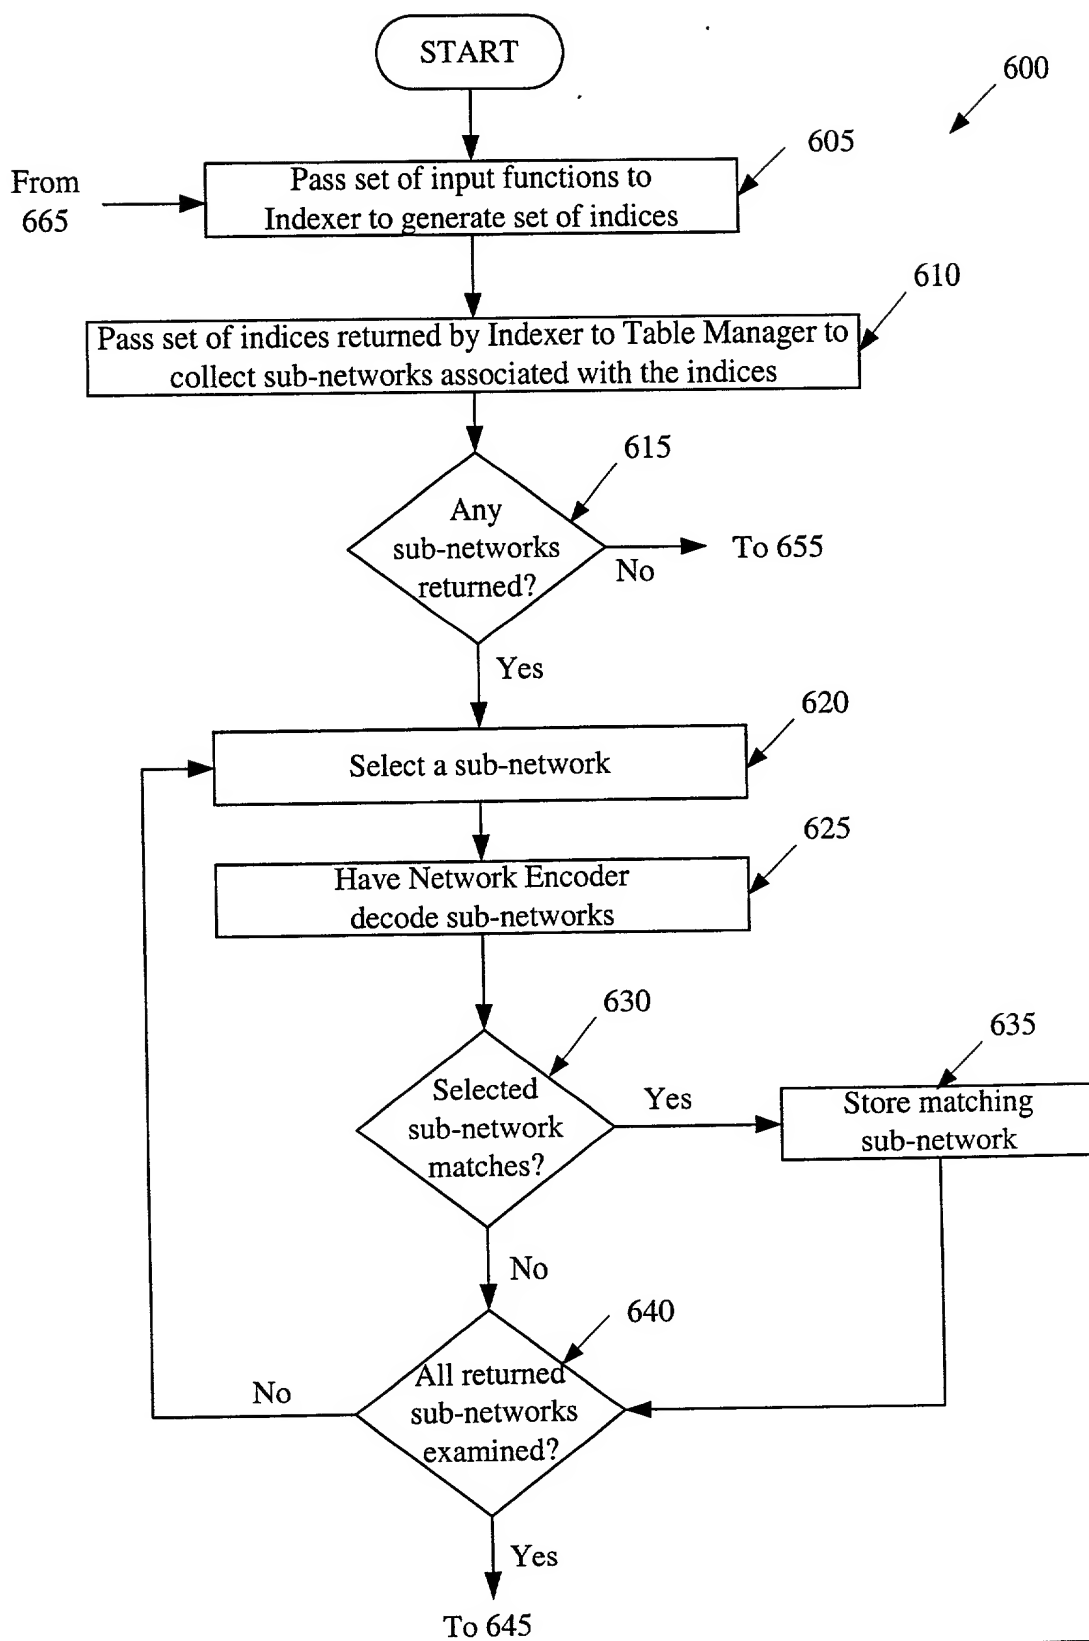 START
600
605
From
665
Pass set of input functions to
Indexer to generate set of indices
610
Pass set of indices returned by Indexer to Table Manager to
collect sub-networks associated with the indices
615
Any
sub-networks
returned?
No
To 655
Yes
620
Select a sub-network
625
Have Network Encoder
decode sub-networks
630
Selected
sub-network
matches?
Yes
635
Store matching
sub-network
No
640
All returned
sub-networks
examined?
No
Yes
To 645